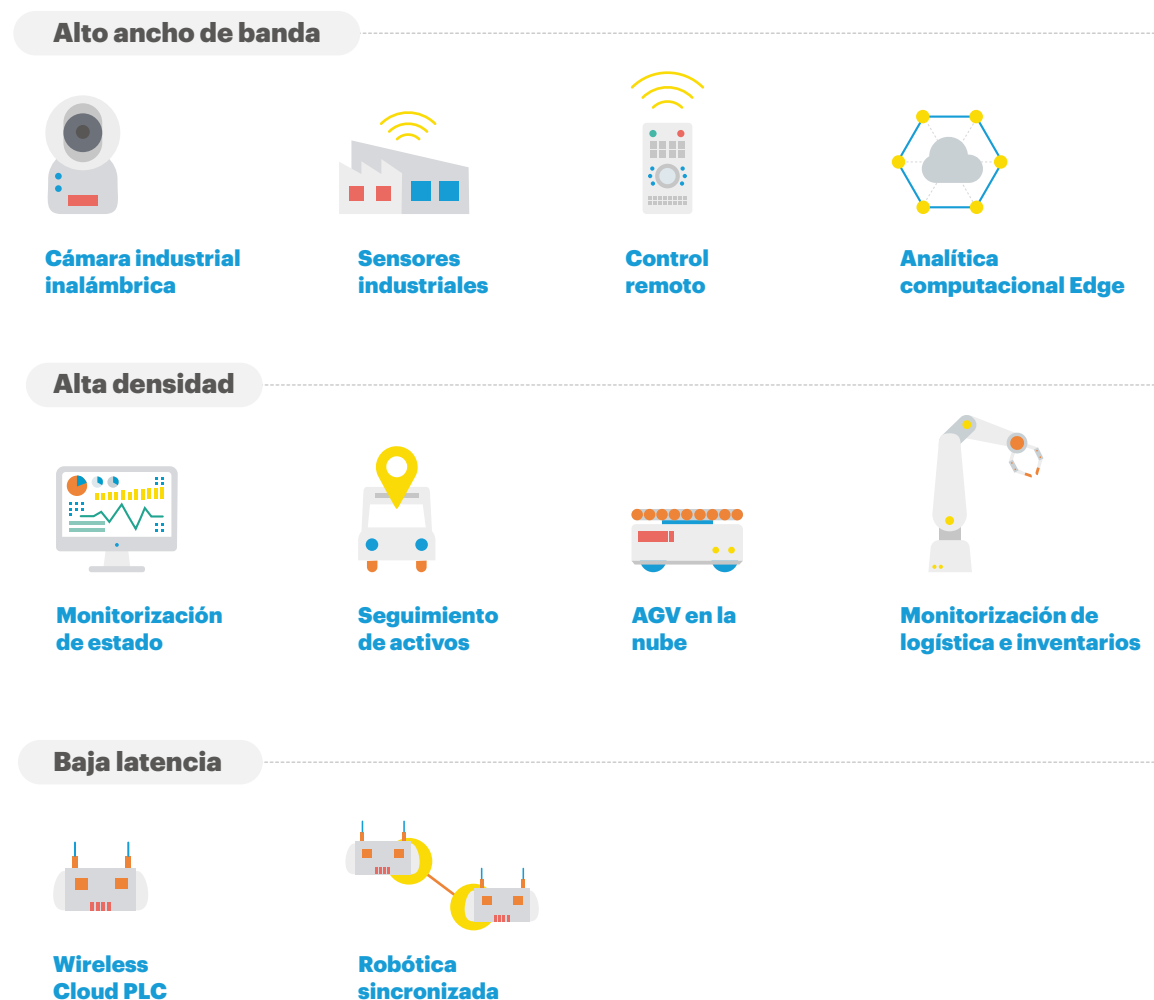 Alto ancho de banda
Cámara industrial
inalámbrica
Sensores
industriales
Control
remoto
Analítica
computacional Edge
Alta densidad
Monitorización
de estado
Seguimiento
de activos
AGV en la
nube
Monitorización de
logística e inventarios
Baja latencia
Wireless
Cloud PLC
Robótica
sincronizada